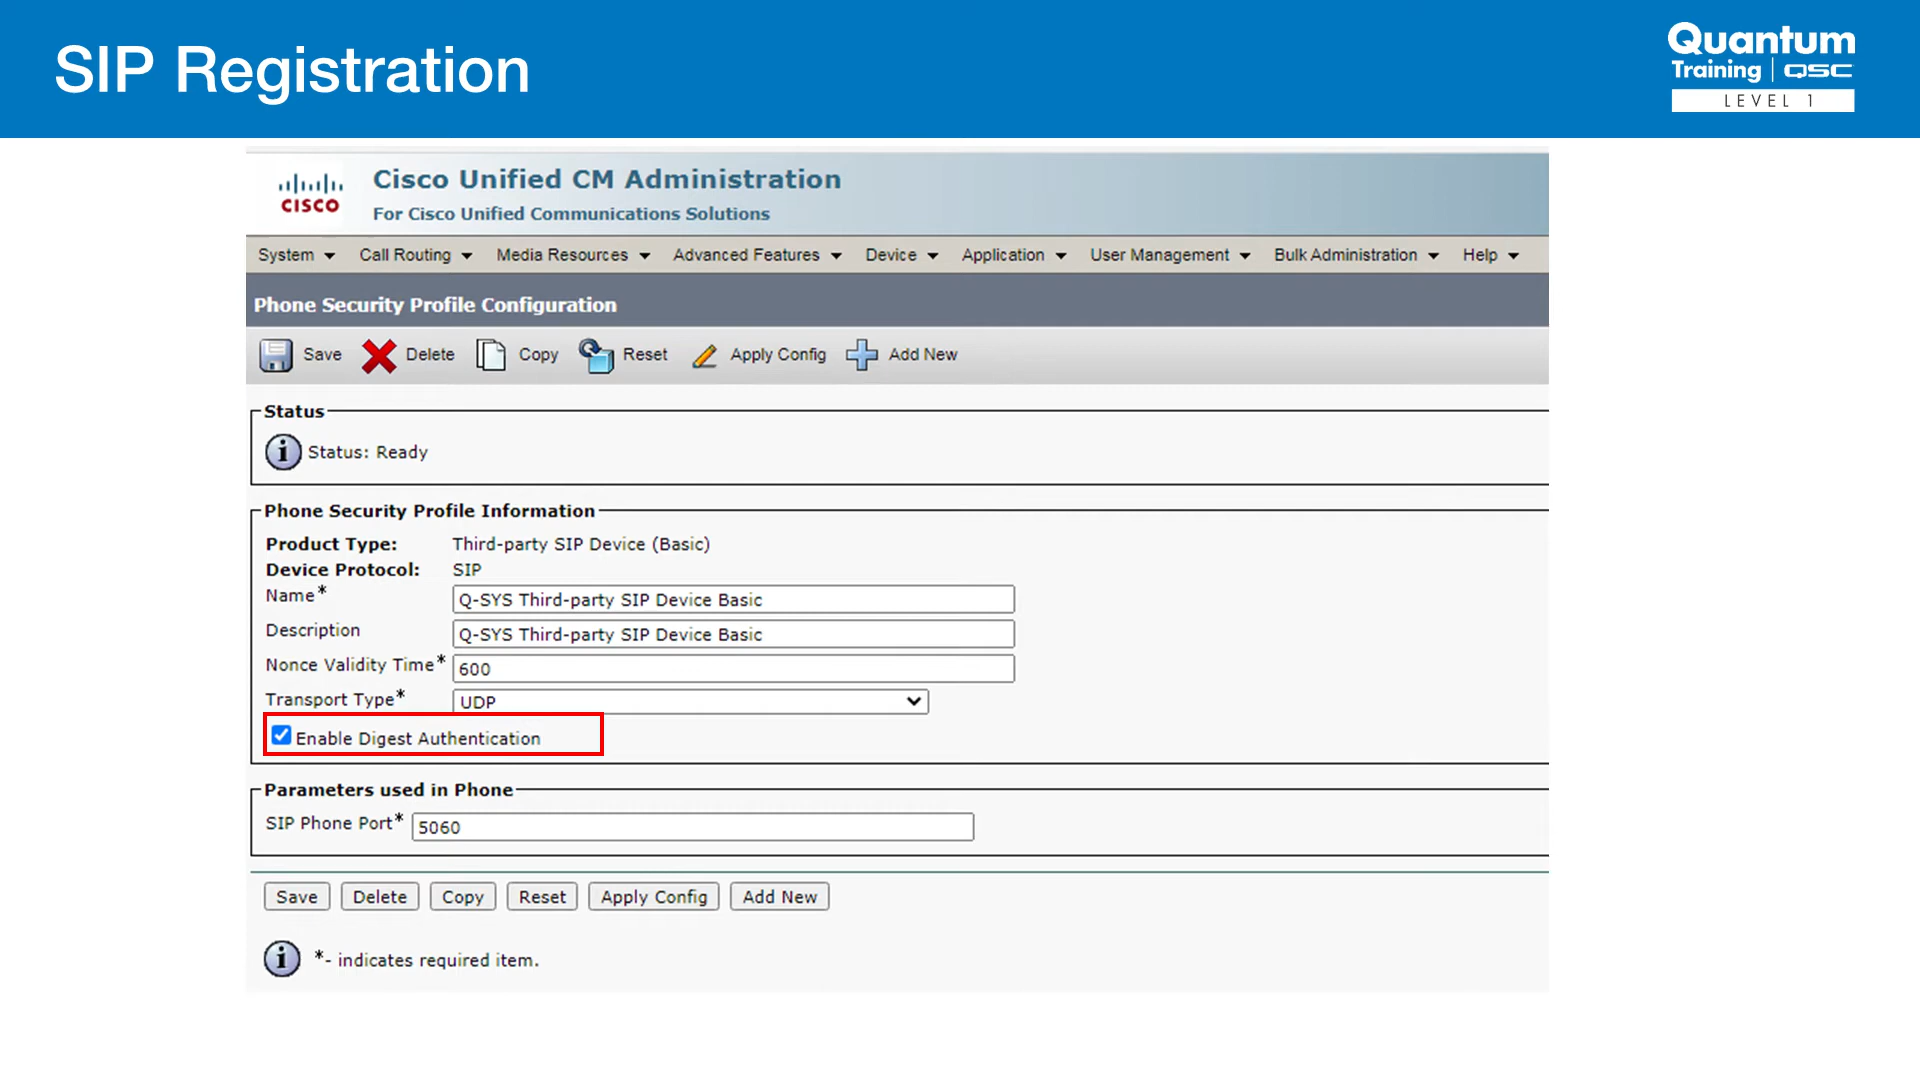 SIP Registration
Quantum
Training | QSC
LEVEL 1
CISCO
Cisco Unified CM Administration
For Cisco Unified Communications Solutions
System Call Routing Media Resources Advanced Features Device Application User Management Bulk Administration Help
Phone Security Profile Configuration
Save Delete Copy Reset Apply Config Add New
Status
Status: Ready
Phone Security Profile Information
Product Type: Third-party SIP Device (Basic)
Device Protocol: SIP
Name* Q-SYS Third-party SIP Device Basic
Description Q-SYS Third-party SIP Device Basic
Nonce Validity Time* 600
Transport Type* UDP
Enable Digest Authentication
Parameters used in Phone
SIP Phone Port* 5060
Save Delete Copy Reset Apply Config Add New
*- indicates required item.